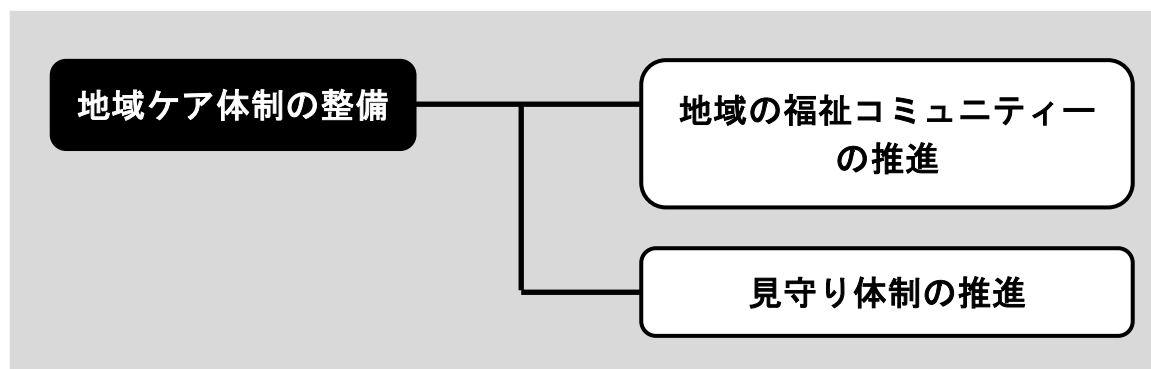 地域ケア体制の整備
地域の福祉コミュニティー
の推進
見守り体制の推進